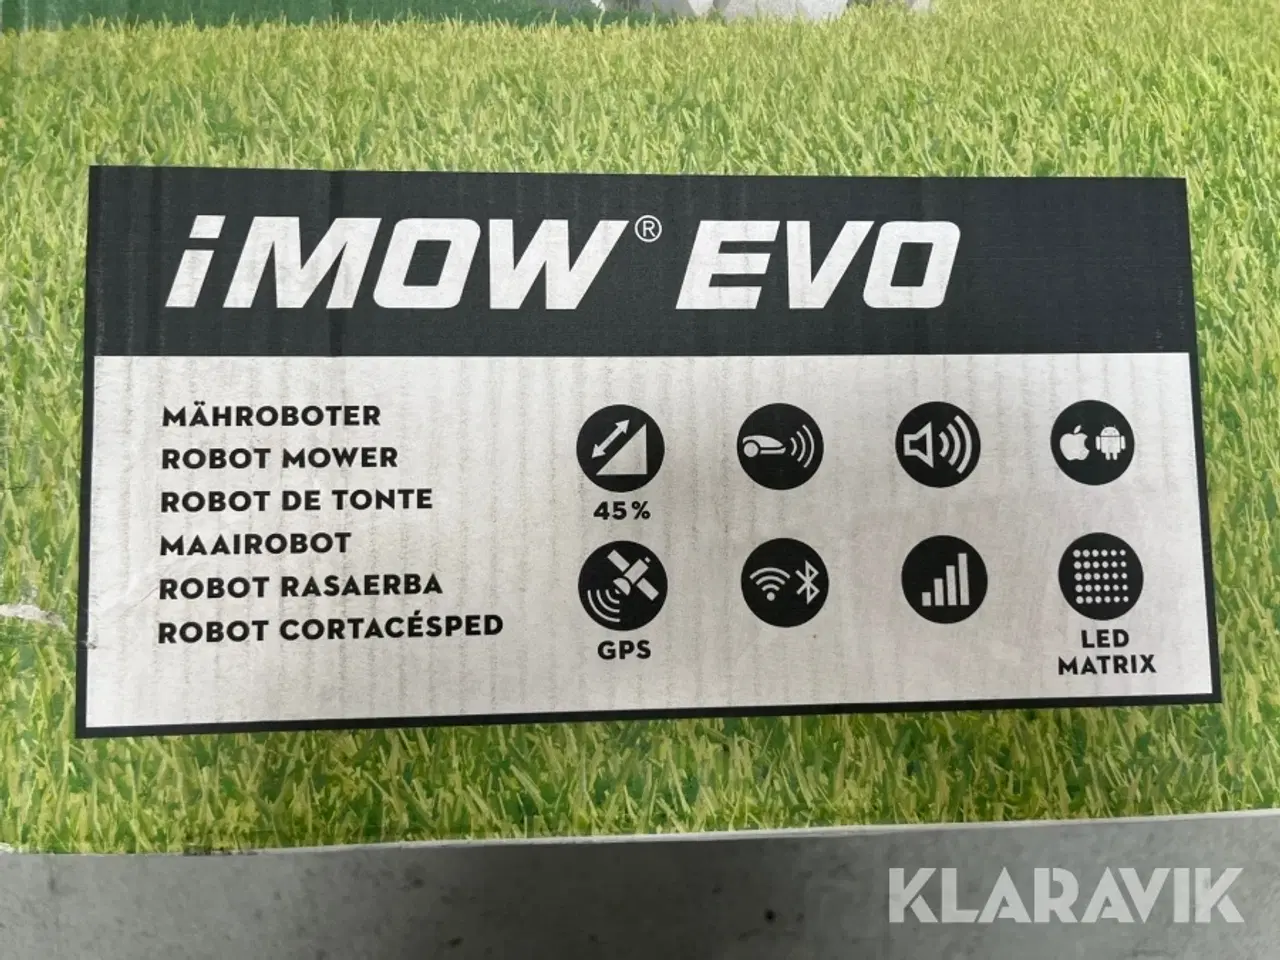 iMOW® EVO
MÄHROBOTER
ROBOT MOWER
ROBOT DE TONTE
MAAIROBOT
ROBOT RASAERBA
ROBOT CORTACÉSPED
45%
GPS
LED
MATRIX
KLARAVIK